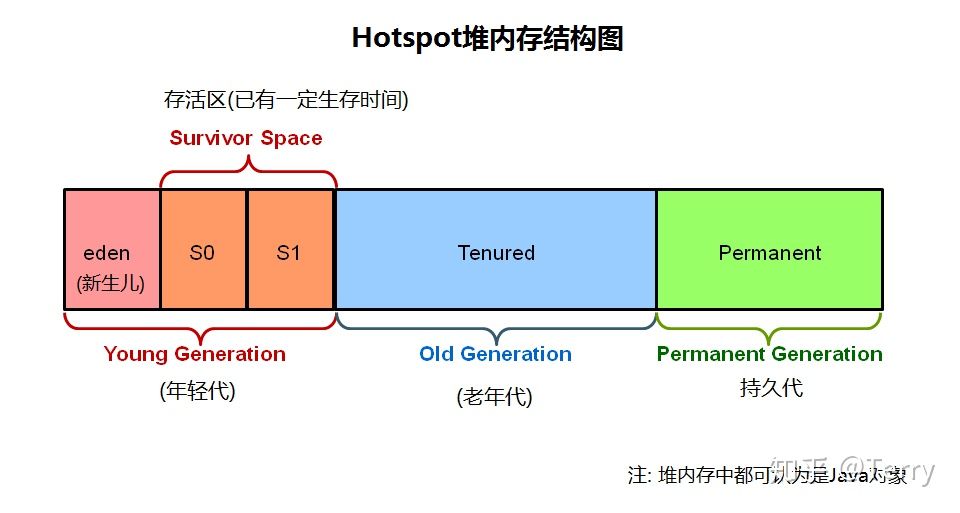 Hotspot堆内存结构图
存活区(已有一定生存时间)
Survivor Space
eden
(新生儿)
S0
S1
Tenured
Permanent
Young Generation
(年轻代)
Old Generation
(老年代)
Permanent Generation
持久代
注: 堆内存中都可认为是Java对象
知乎 @Terry